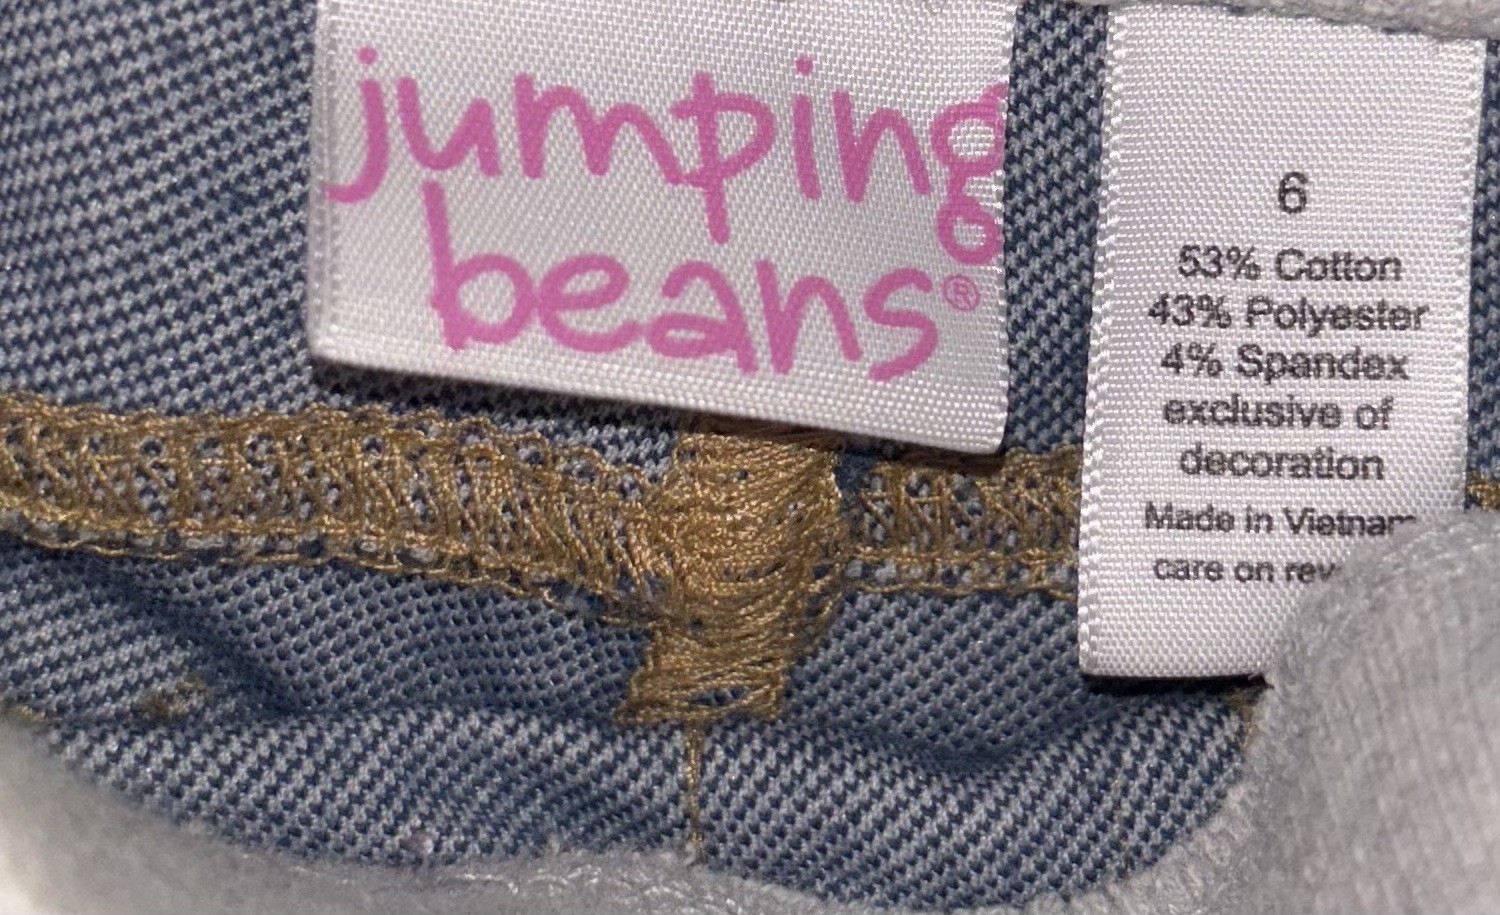 jumping
beans®
6
53% Cotton
43% Polyester
4% Spandex
exclusive of
decoration
Made in Vietnam
care on